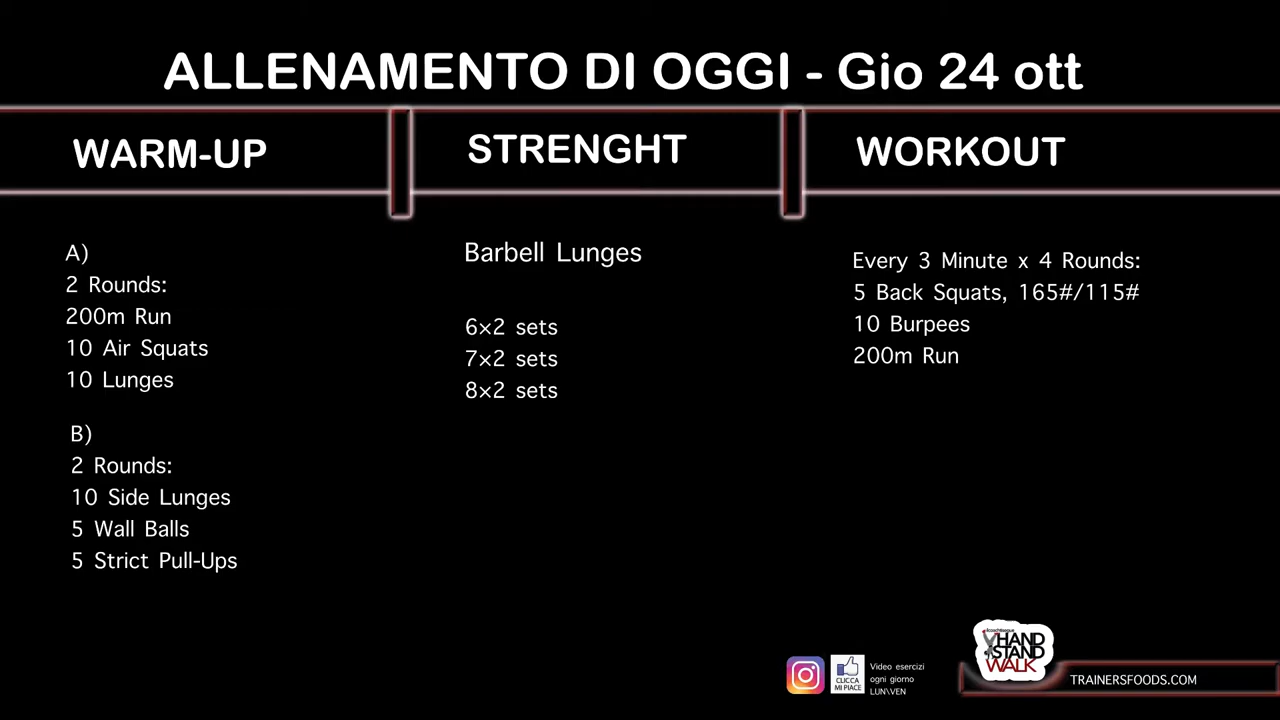 ALLENAMENTO DI OGGI - Gio 24 ott
WARM-UP
A)
2 Rounds:
200m Run
10 Air Squats
10 Lunges
B)
2 Rounds:
10 Side Lunges
5 Wall Balls
5 Strict Pull-Ups
STRENGHT
Barbell Lunges
6×2 sets
7×2 sets
8×2 sets
WORKOUT
Every 3 Minute x 4 Rounds:
5 Back Squats, 165#/115#
10 Burpees
200m Run
CLICCA
MI PIACE
Video esercizi
ogni giorno
LUN\VEN
HAND
STAND
WALK
TRAINERSFOODS.COM